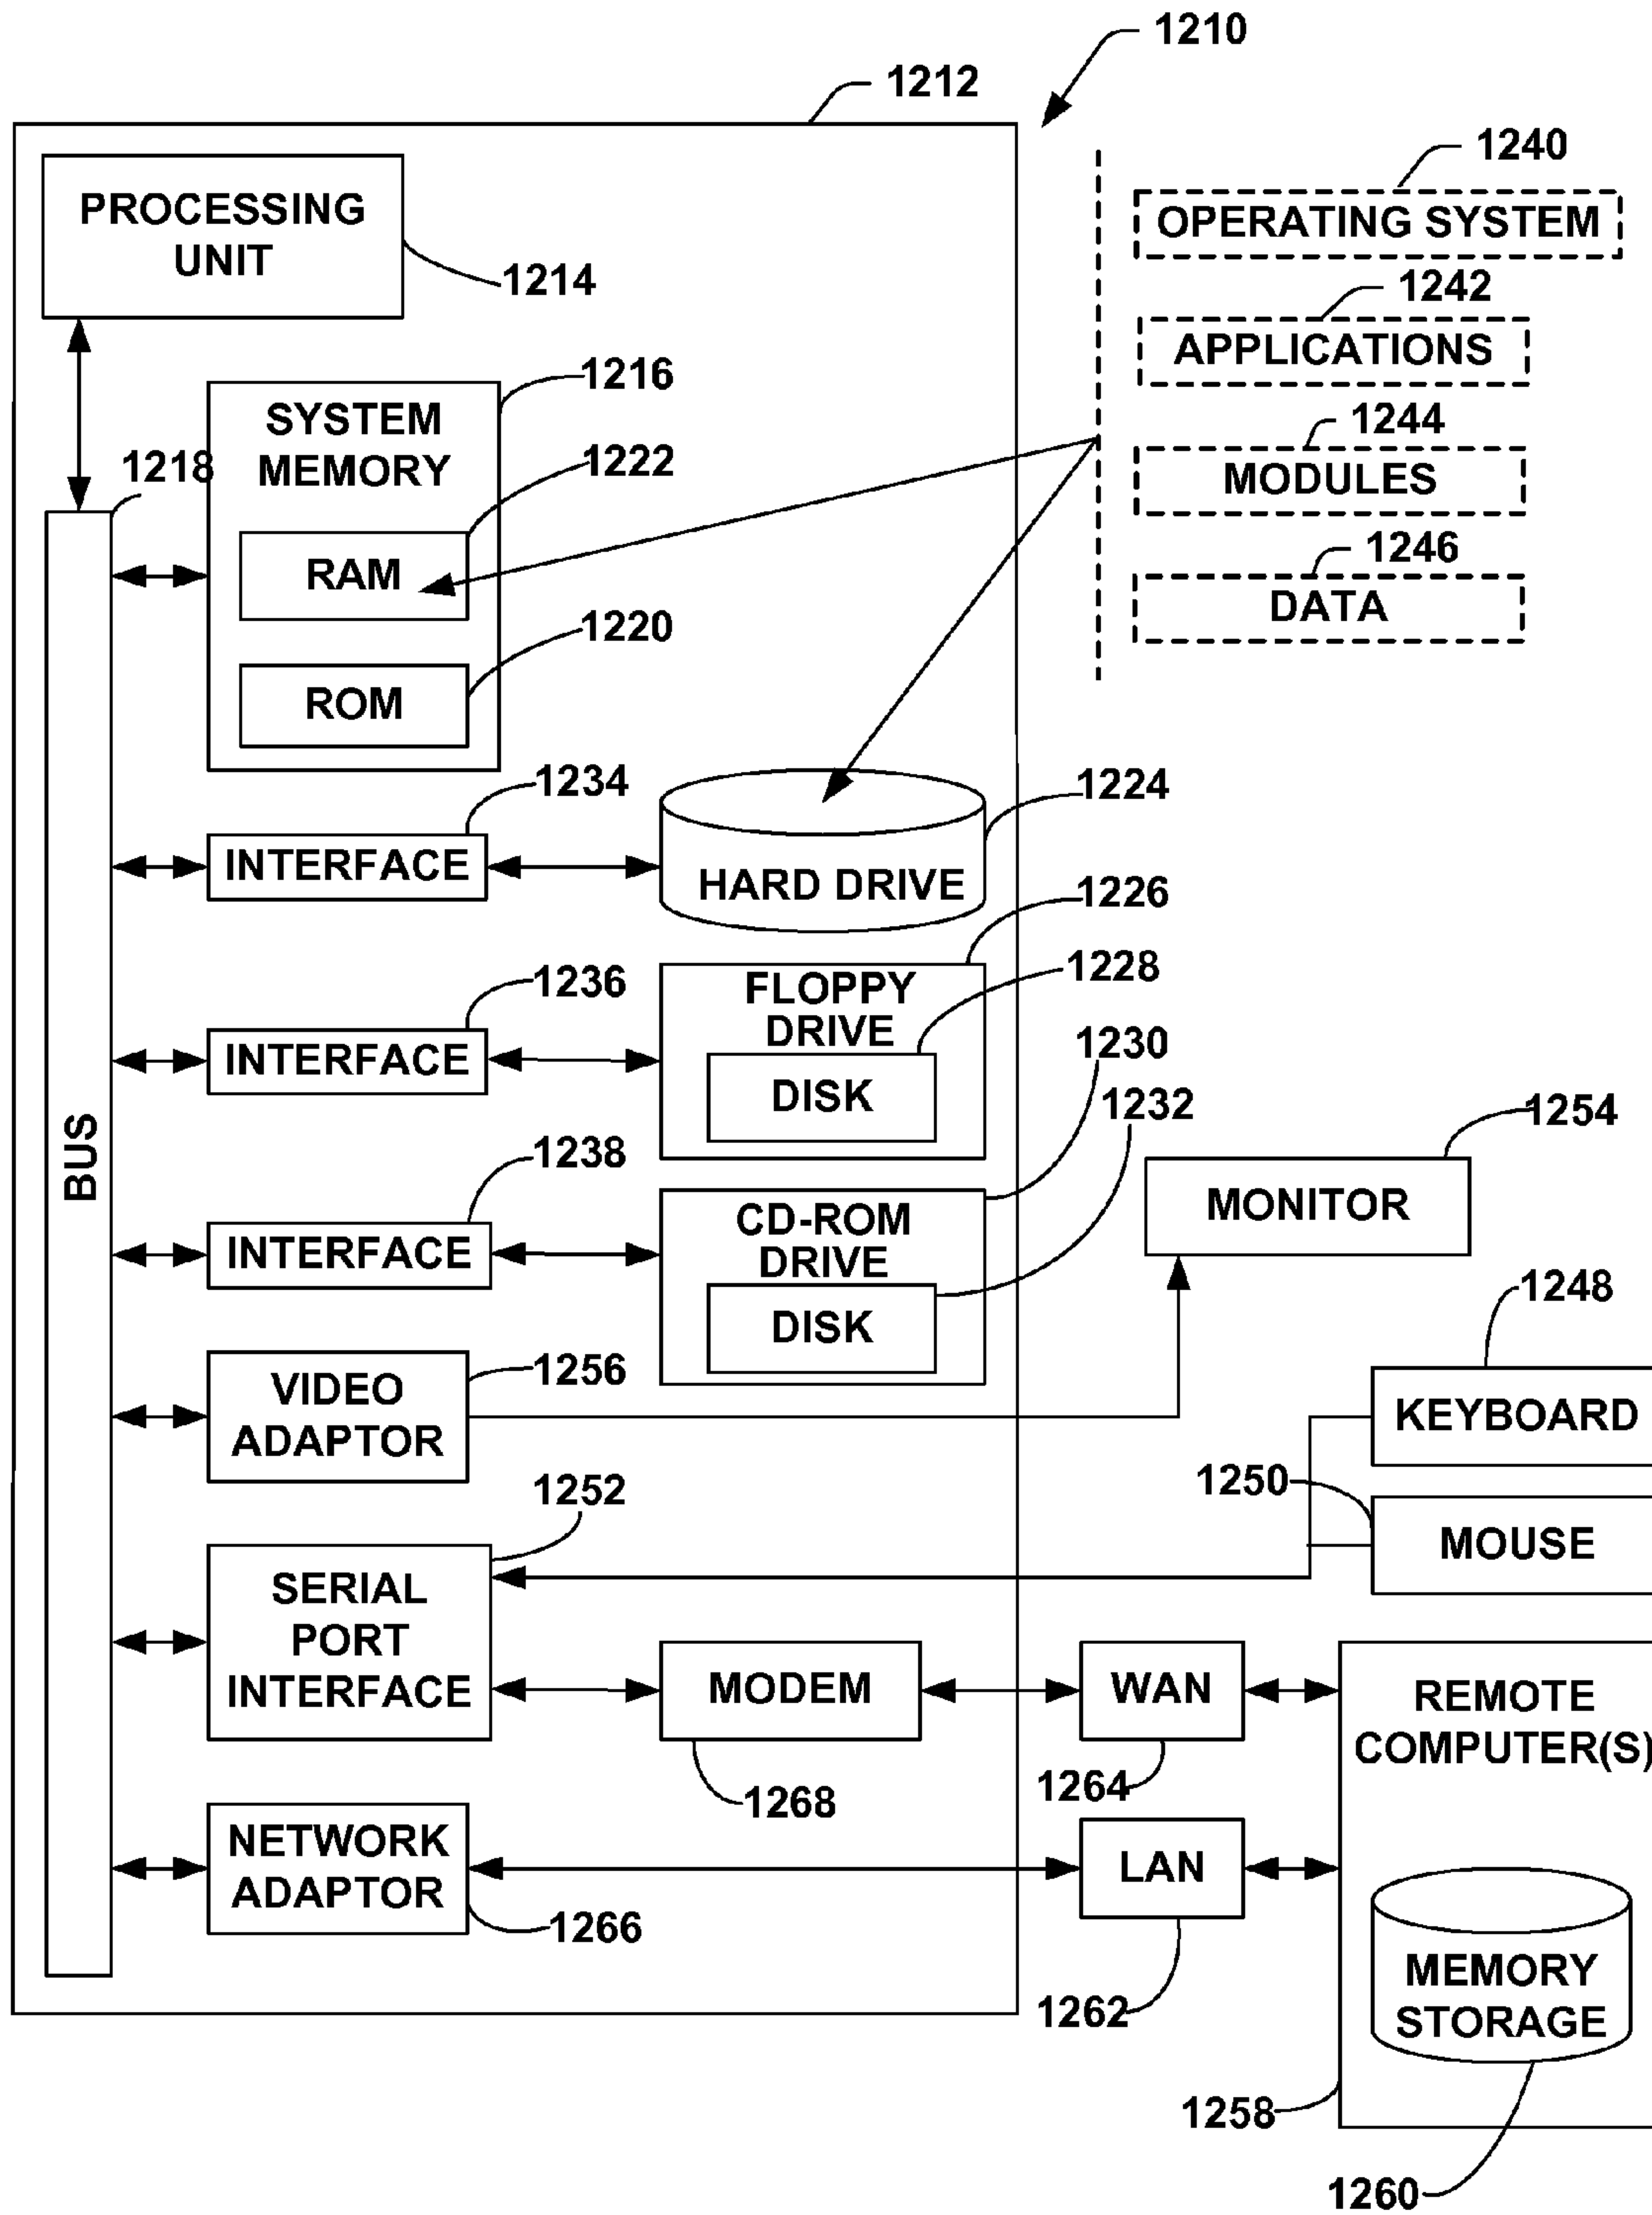 1210
1212
1240
PROCESSING
UNIT
OPERATING SYSTEM
1214
1242
APPLICATIONS
1216
SYSTEM
MEMORY
1244
1218
1222
MODULES
1246
RAM
DATA
1220
ROM
1234
1224
INTERFACE
HARD DRIVE
1226
1228
1236
FLOPPY
DRIVE
1230
INTERFACE
DISK
1232
1254
BUS
1238
MONITOR
CD-ROM
DRIVE
INTERFACE
1248
DISK
1256
VIDEO
ADAPTOR
KEYBOARD
1250
1252
MOUSE
SERIAL
PORT
INTERFACE
MODEM
WAN
REMOTE
COMPUTER(S)
1268
1264
NETWORK
ADAPTOR
LAN
1266
MEMORY
STORAGE
1262
1258
1260